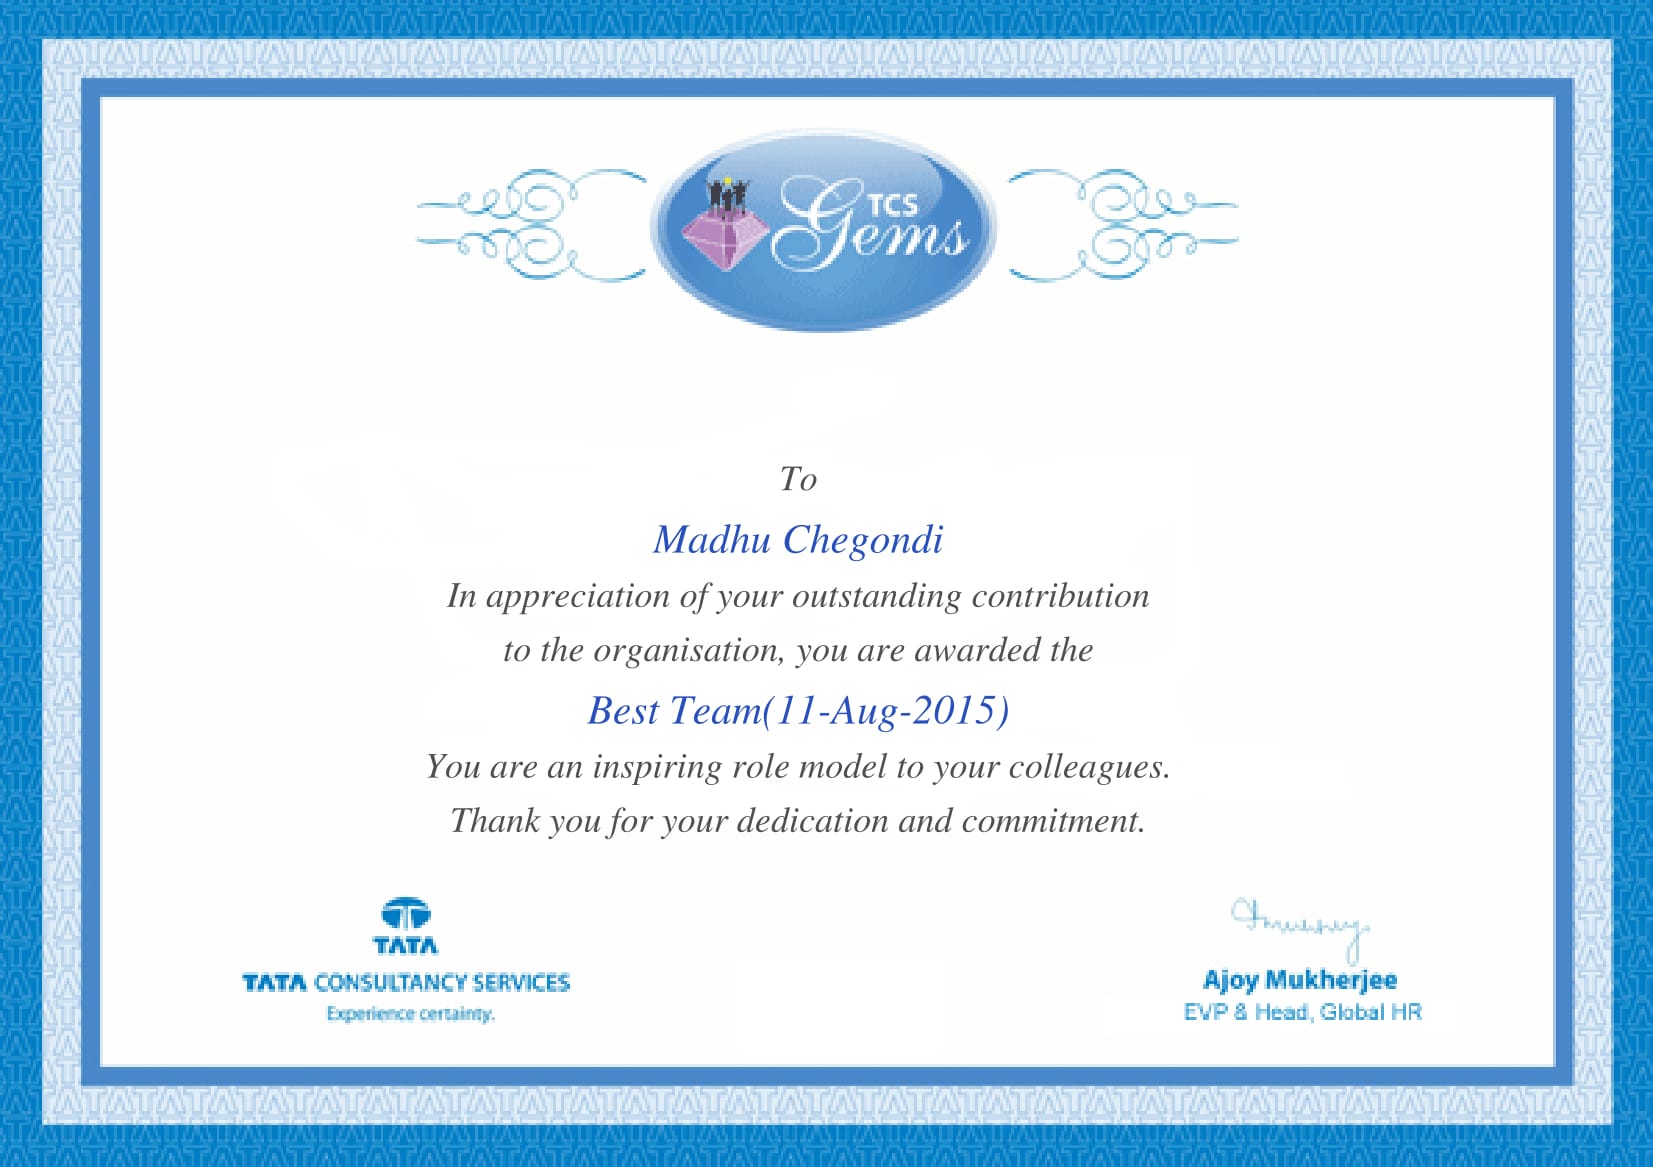 TCS
Gems
To
Madhu Chegondi
In appreciation of your outstanding contribution
to the organisation, you are awarded the
Best Team(11-Aug-2015)
You are an inspiring role model to your colleagues.
Thank you for your dedication and commitment.
TATA
TATA CONSULTANCY SERVICES
Experience certainty.
Ajoy Mukherjee
EVP & Head, Global HR